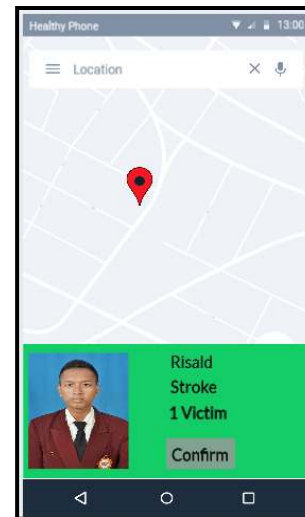 Healthy Phone 13:00
Location
Risald
Stroke
1 Victim
Confirm